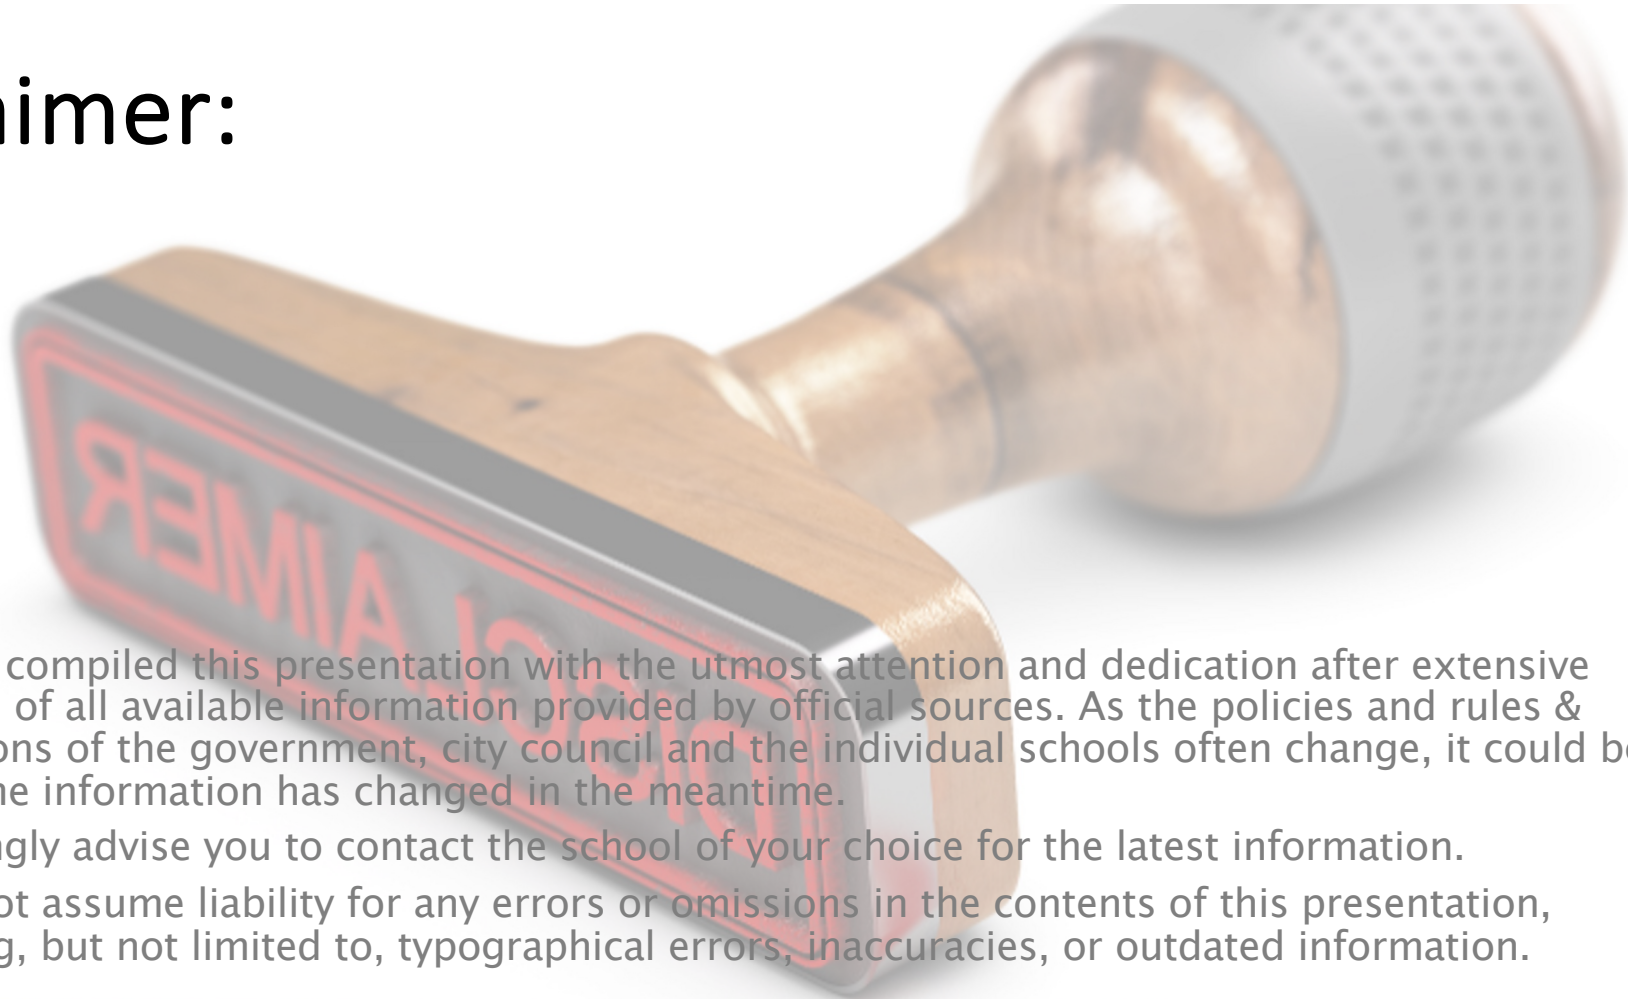 aimer:
DISCLAIMER
compiled this presentation with the utmost attention and dedication after extensive
of all available information provided by official sources. As the policies and rules &
ons of the government, city council and the individual schools often change, it could be
me information has changed in the meantime.
ngly advise you to contact the school of your choice for the latest information.
ot assume liability for any errors or omissions in the contents of this presentation,
g, but not limited to, typographical errors, inaccuracies, or outdated information.